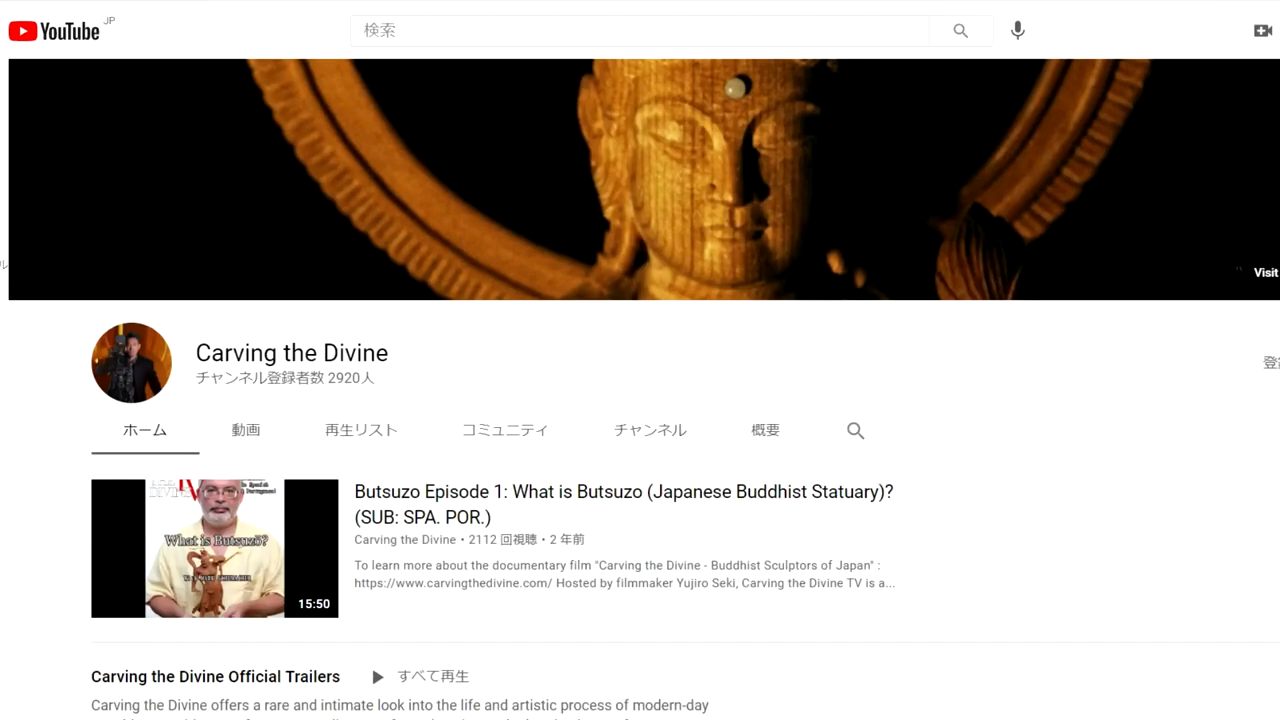 YouTube JP
検索
Visit
Carving the Divine
チャンネル登録者数 2920人
ホーム 動画 再生リスト コミュニティ チャンネル 概要
What is Butsuzō?
15:50
Butsuzo Episode 1: What is Butsuzo (Japanese Buddhist Statuary)?
(SUB: SPA. POR.)
Carving the Divine・2112 回視聴・2 年前
To learn more about the documentary film "Carving the Divine - Buddhist Sculptors of Japan" :
https://www.carvingthedivine.com/ Hosted by filmmaker Yujiro Seki, Carving the Divine TV is a...
Carving the Divine Official Trailers すべて再生
Carving the Divine offers a rare and intimate look into the life and artistic process of modern-day